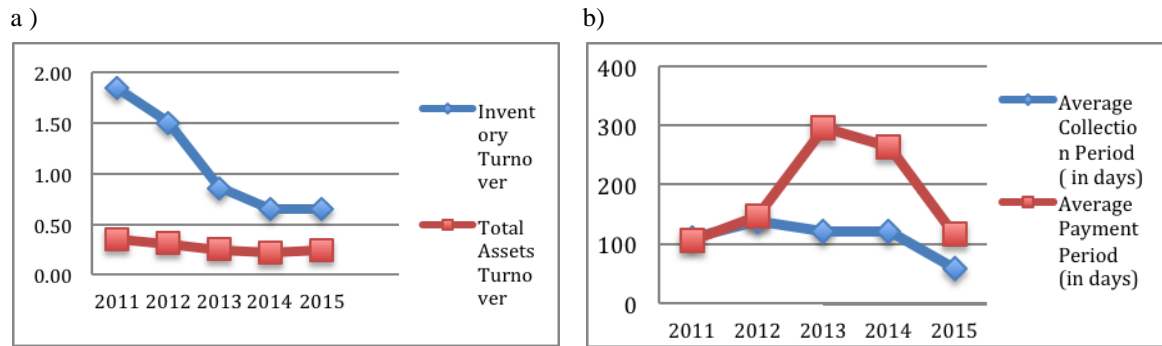 a )
b)
2.00
1.50
1.00
0.50
0.00
2011 2012 2013 2014 2015
Invent
ory
Turno
ver
Total
Assets
Turno
ver
400
300
200
100
0
2011 2012 2013 2014 2015
Average
Collectio
n Period
( in days)
Average
Payment
Period
(in days)